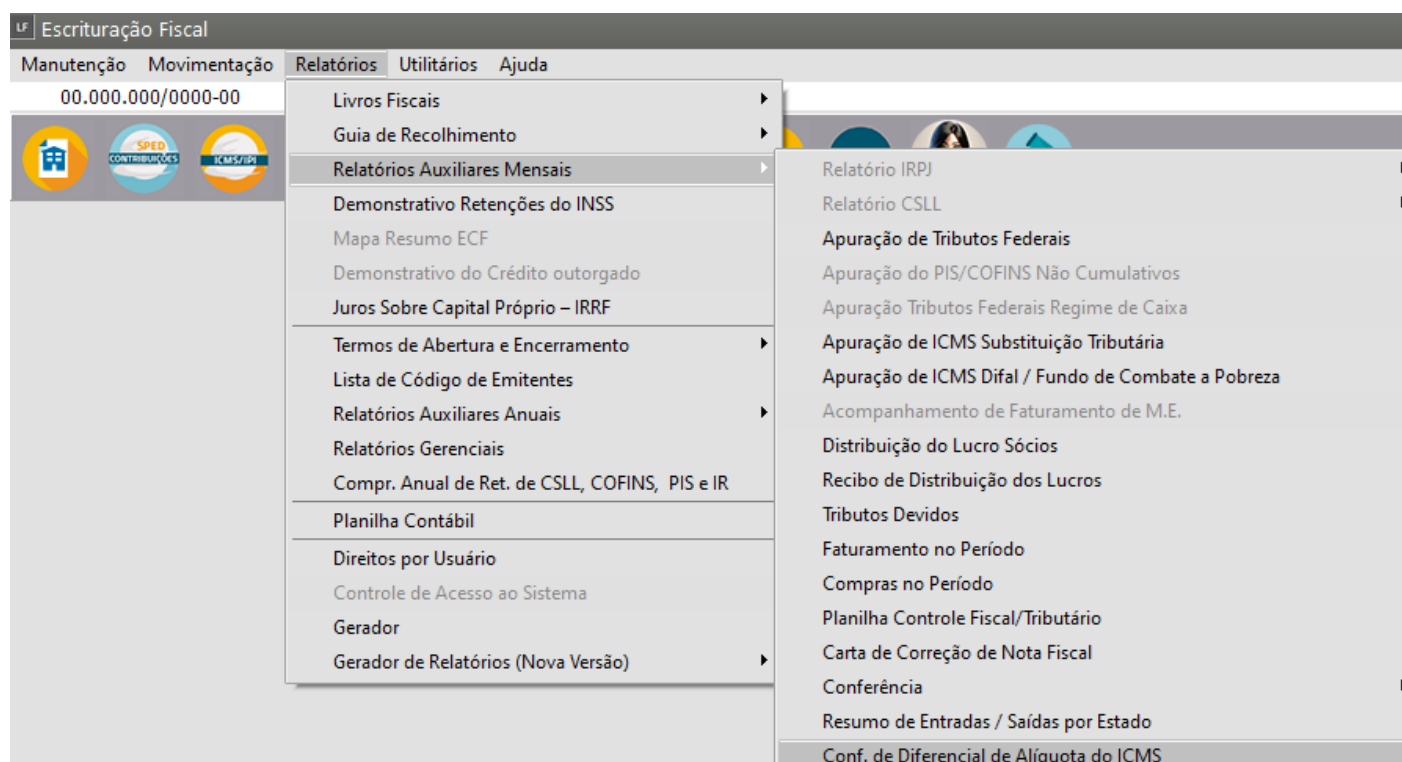 LF Escrituração Fiscal
Manutenção Movimentação Relatórios Utilitários Ajuda
00.000.000/0000-00
SPED CONTRIBUIÇÕES
ICMS/IPI
Livros Fiscais
Guia de Recolhimento
Relatórios Auxiliares Mensais
Demonstrativo Retenções do INSS
Mapa Resumo ECF
Demonstrativo do Crédito outorgado
Juros Sobre Capital Próprio – IRRF
Termos de Abertura e Encerramento
Lista de Código de Emitentes
Relatórios Auxiliares Anuais
Relatórios Gerenciais
Compr. Anual de Ret. de CSLL, COFINS, PIS e IR
Planilha Contábil
Direitos por Usuário
Controle de Acesso ao Sistema
Gerador
Gerador de Relatórios (Nova Versão)
Relatório IRPJ
Relatório CSLL
Apuração de Tributos Federais
Apuração do PIS/COFINS Não Cumulativos
Apuração Tributos Federais Regime de Caixa
Apuração de ICMS Substituição Tributária
Apuração de ICMS Difal / Fundo de Combate a Pobreza
Acompanhamento de Faturamento de M.E.
Distribuição do Lucro Sócios
Recibo de Distribuição dos Lucros
Tributos Devidos
Faturamento no Período
Compras no Período
Planilha Controle Fiscal/Tributário
Carta de Correção de Nota Fiscal
Conferência
Resumo de Entradas / Saídas por Estado
Conf. de Diferencial de Alíquota do ICMS